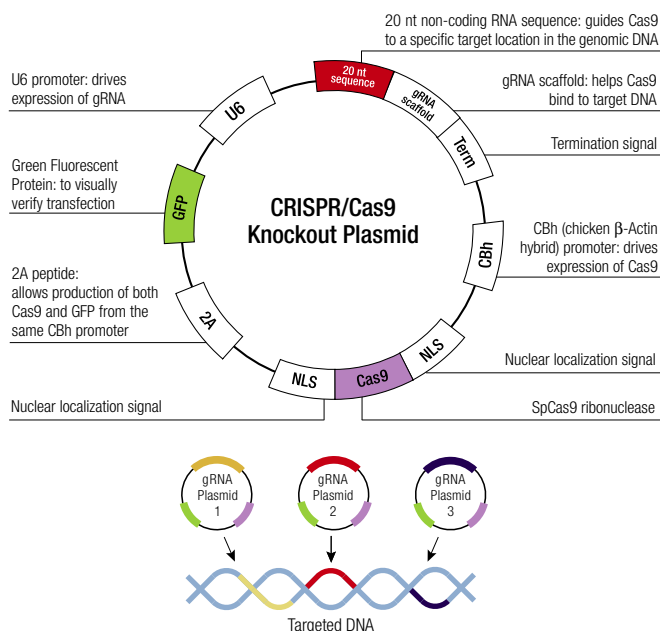 20 nt non-coding RNA sequence: guides Cas9
to a specific target location in the genomic DNA
U6 promoter: drives
expression of gRNA
20 nt
sequence
gRNA
scaffold
gRNA scaffold: helps Cas9
bind to target DNA
U6
Term
Termination signal
Green Fluorescent
Protein: to visually
verify transfection
GFP
CRISPR/Cas9
Knockout Plasmid
CBh
CBh (chicken β-Actin
hybrid) promoter: drives
expression of Cas9
2A peptide:
allows production of both
Cas9 and GFP from the
same CBh promoter
2A
NLS
Cas9
NLS
Nuclear localization signal
Nuclear localization signal
SpCas9 ribonuclease
gRNA
Plasmid
1
gRNA
Plasmid
2
gRNA
Plasmid
3
Targeted DNA